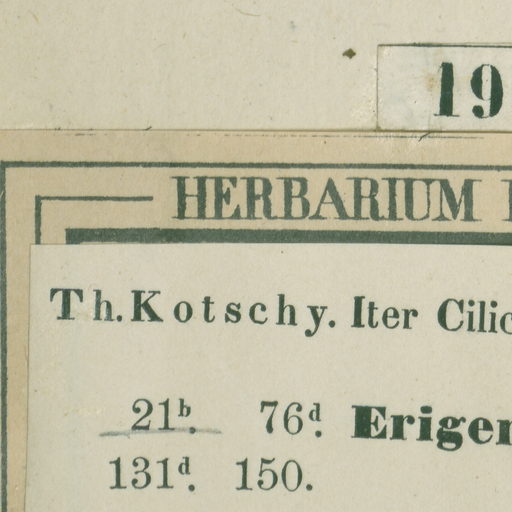 19
HERBARIUM
Th. Kotschy. Iter Cilic
21ᵇ. 76ᵈ. Eriger
131ᵈ. 150.